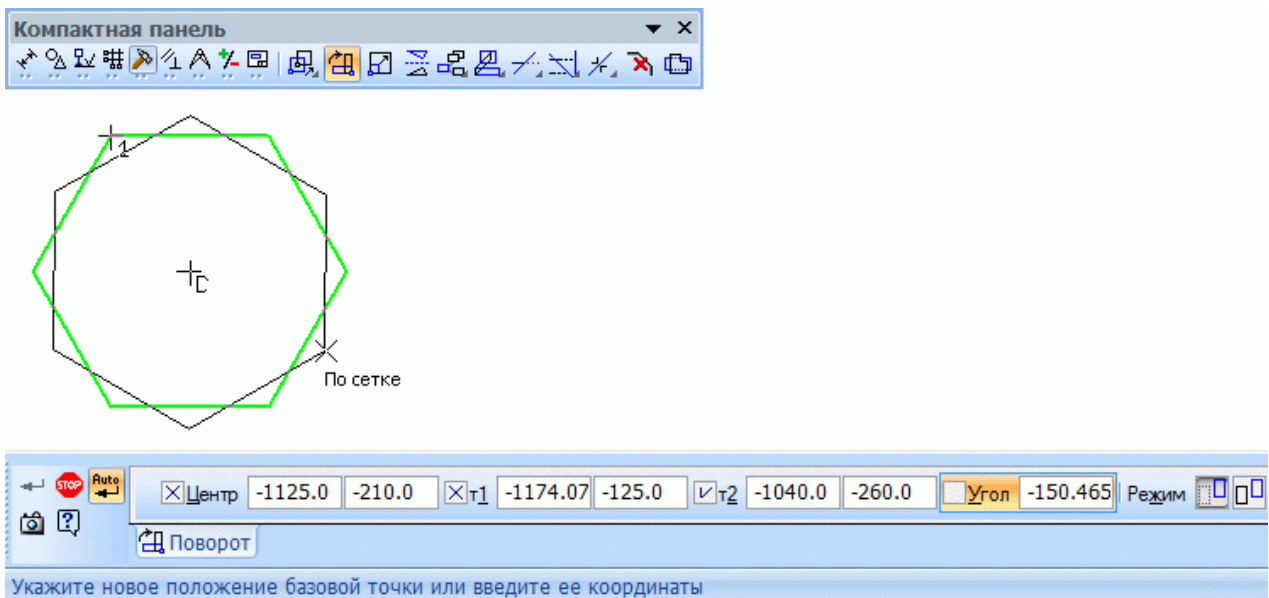 Компактная панель
1
С
По сетке
STOP Auto Центр -1125.0 -210.0 т1 -1174.07 -125.0 т2 -1040.0 -260.0 Угол -150.465 Режим
Поворот
Укажите новое положение базовой точки или введите ее координаты